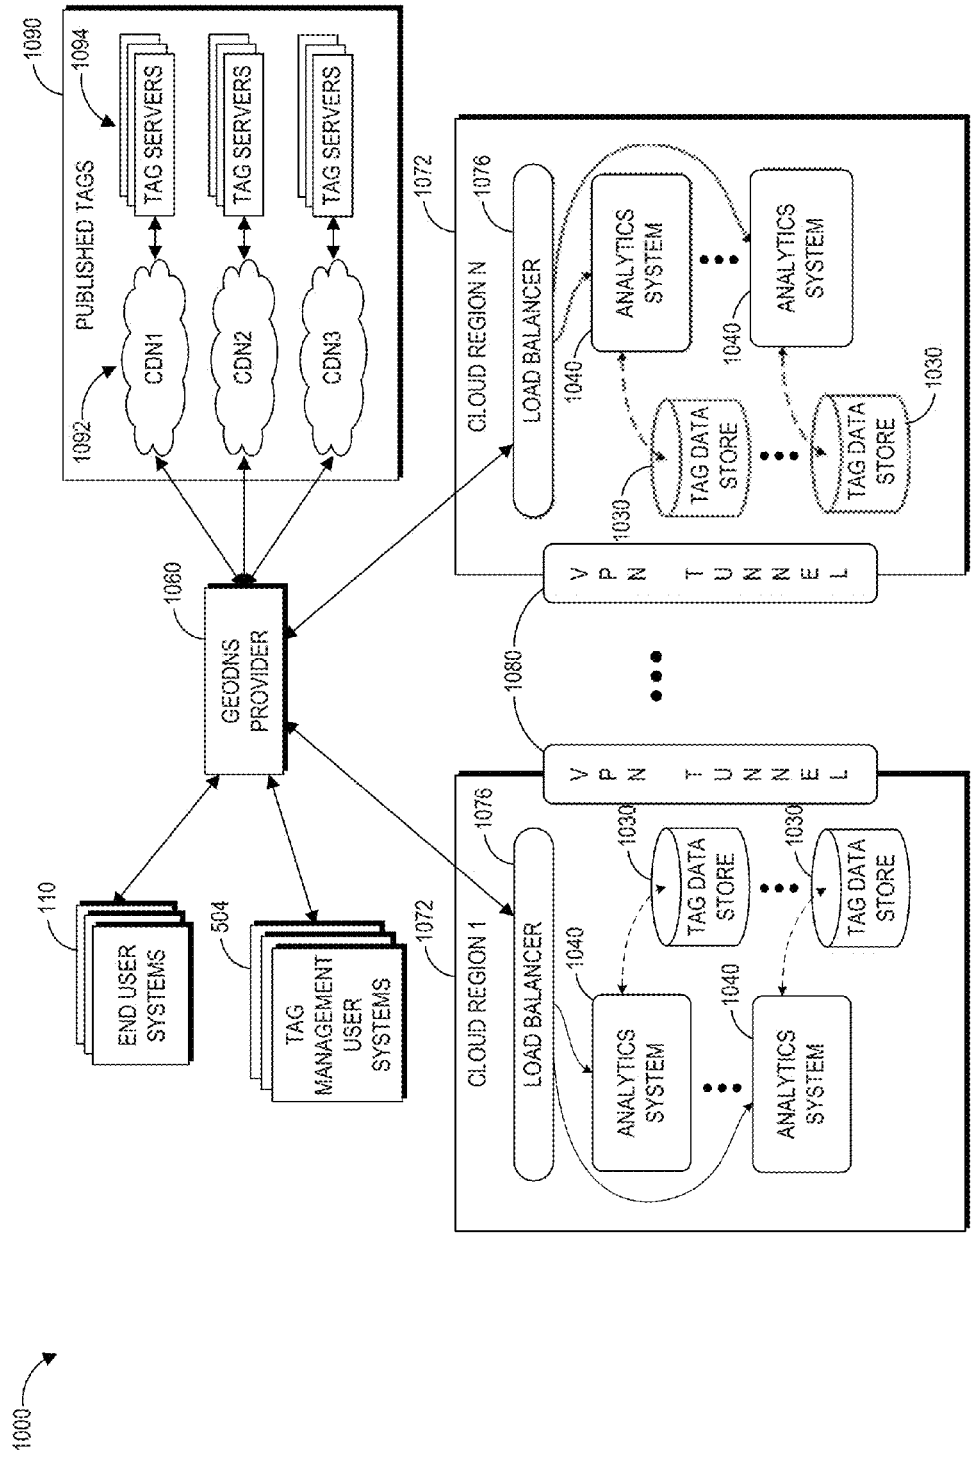 1000
110
END USER
SYSTEMS
504
TAG
MANAGEMENT
USER
SYSTEMS
1060
GEODNS
PROVIDER
1090
PUBLISHED TAGS
1094
1092
CDN1
TAG SERVERS
CDN2
TAG SERVERS
CDN3
TAG SERVERS
1072
CLOUD REGION 1
1076
LOAD BALANCER
1040
ANALYTICS
SYSTEM
1030
TAG DATA
STORE
1040
ANALYTICS
SYSTEM
1030
TAG DATA
STORE
VPN TUNNEL
1080
VPN TUNNEL
1072
CLOUD REGION N
1076
LOAD BALANCER
1030
TAG DATA
STORE
1040
ANALYTICS
SYSTEM
1030
TAG DATA
STORE
1040
ANALYTICS
SYSTEM